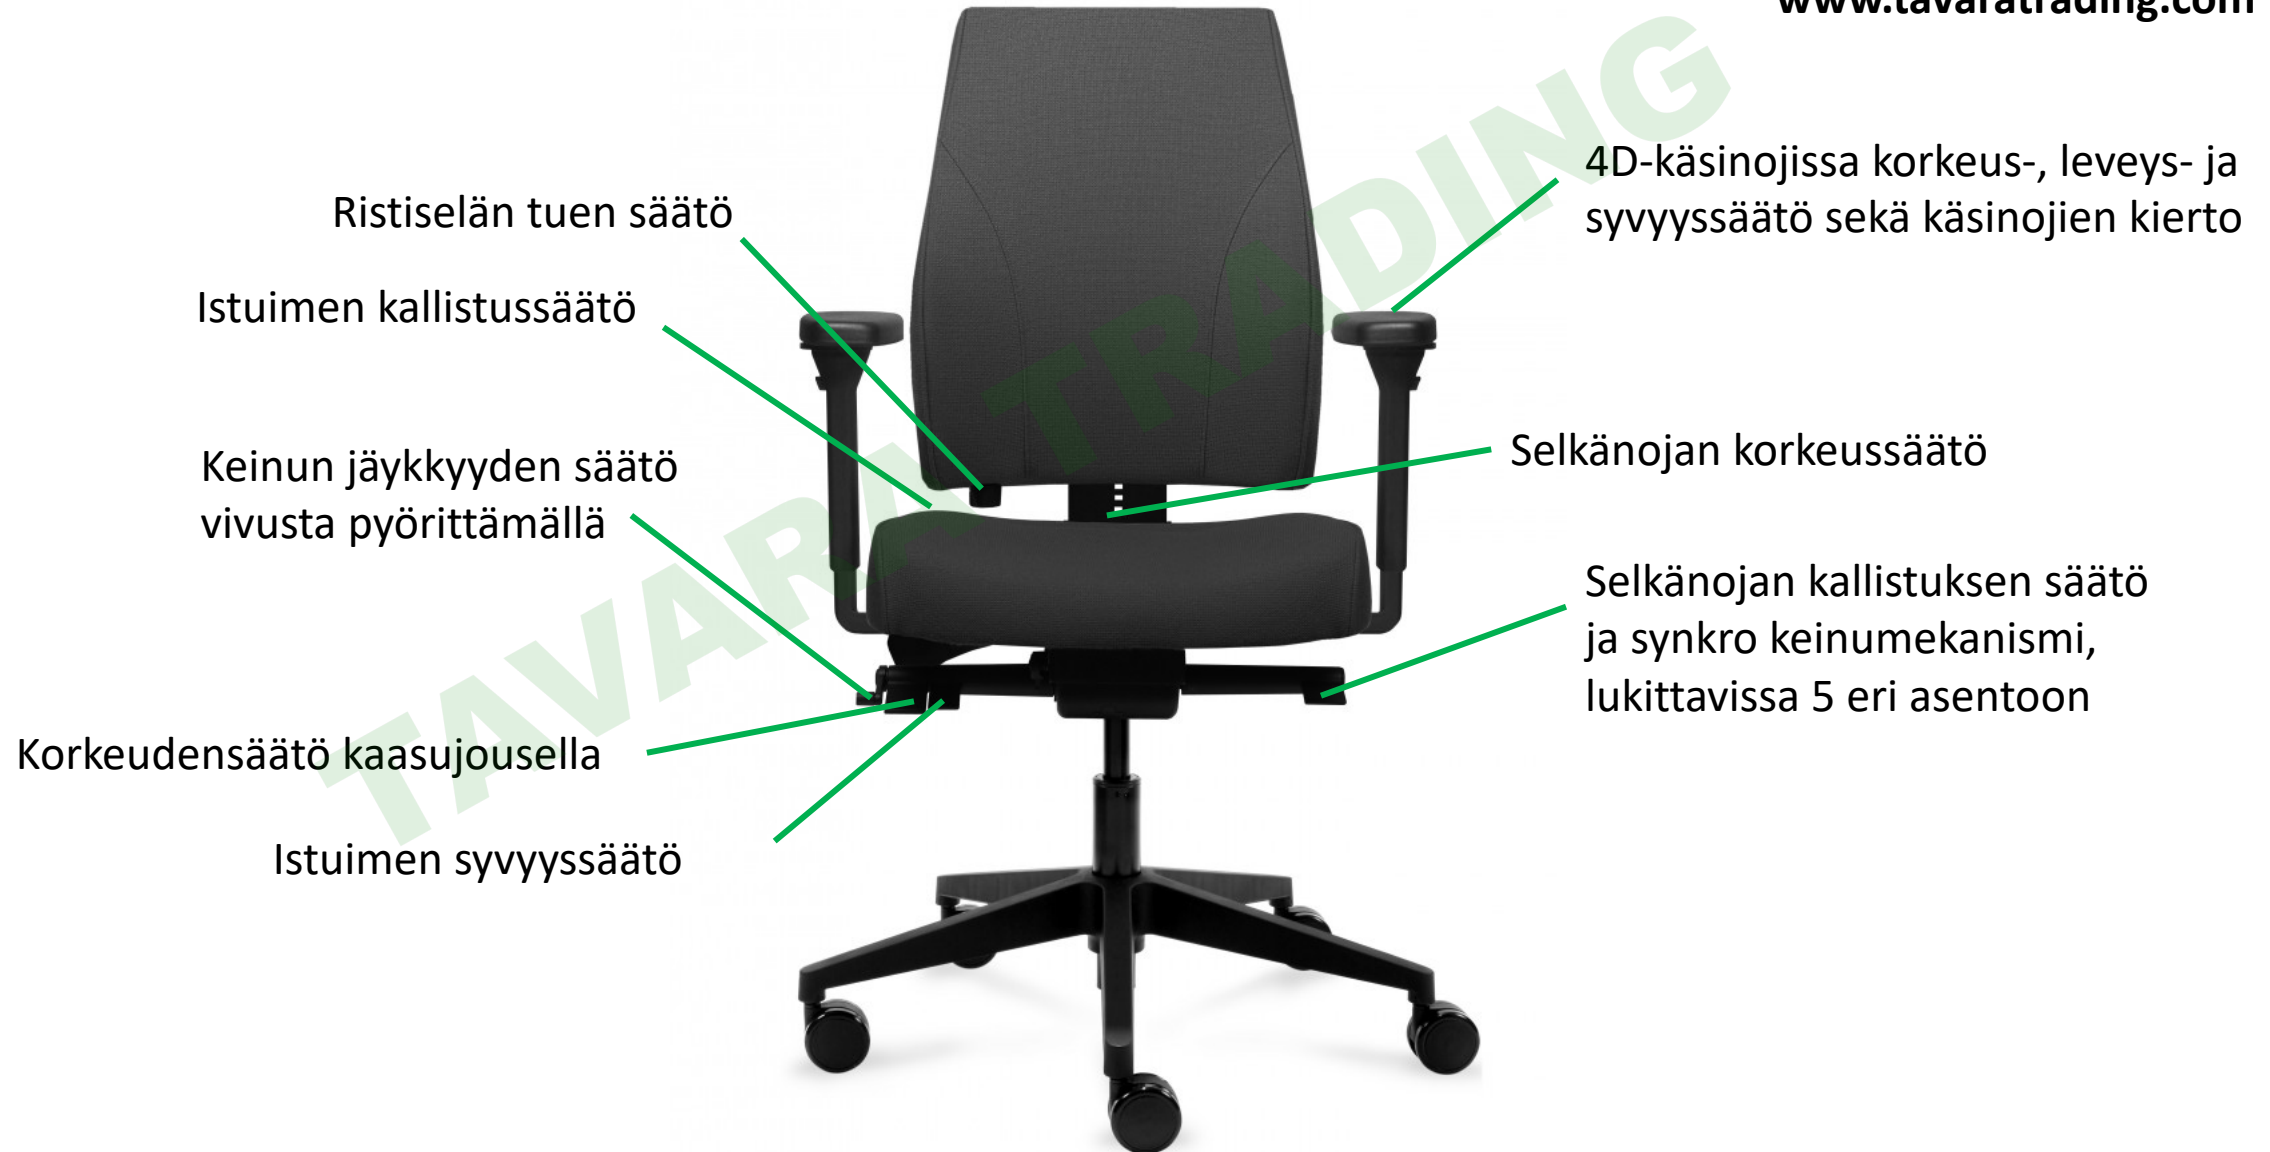 www.tavaratrading.com
4D-käsinojissa korkeus-, leveys- ja
syvyyssäätö sekä käsinojien kierto
Ristiselän tuen säätö
Istuimen kallistussäätö
Keinun jäykkyyden säätö
vivusta pyörittämällä
Selkänojan korkeussäätö
Selkänojan kallistuksen säätö
ja synkro keinumekanismi,
lukittavissa 5 eri asentoon
Korkeudensäätö kaasujousella
Istuimen syvyyssäätö
TAVARA TRADING